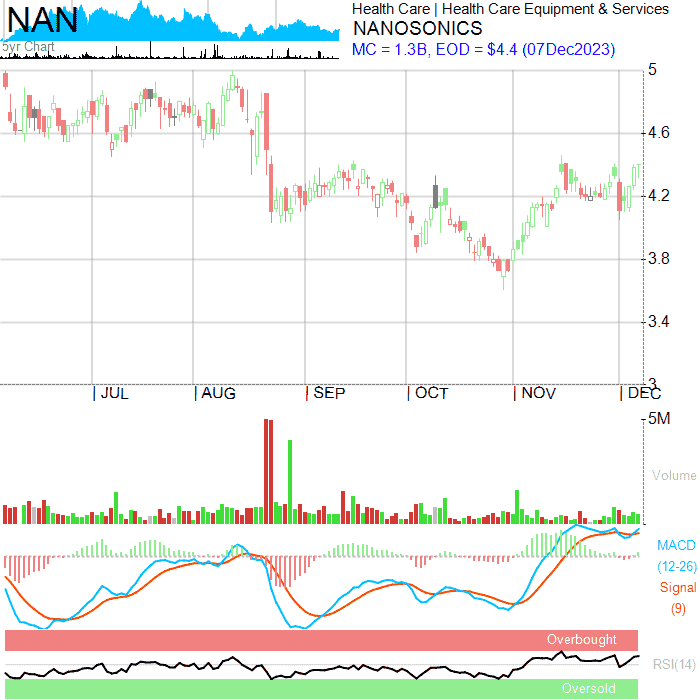 NAN
5yr Chart
Health Care | Health Care Equipment & Services
NANOSONICS
MC = 1.3B, EOD = $4.4 (07Dec2023)
5
4.6
4.2
3.8
3.4
3
JUL AUG SEP OCT NOV DEC
5M
Volume
MACD
(12-26)
Signal
(9)
Overbought
RSI(14)
Oversold